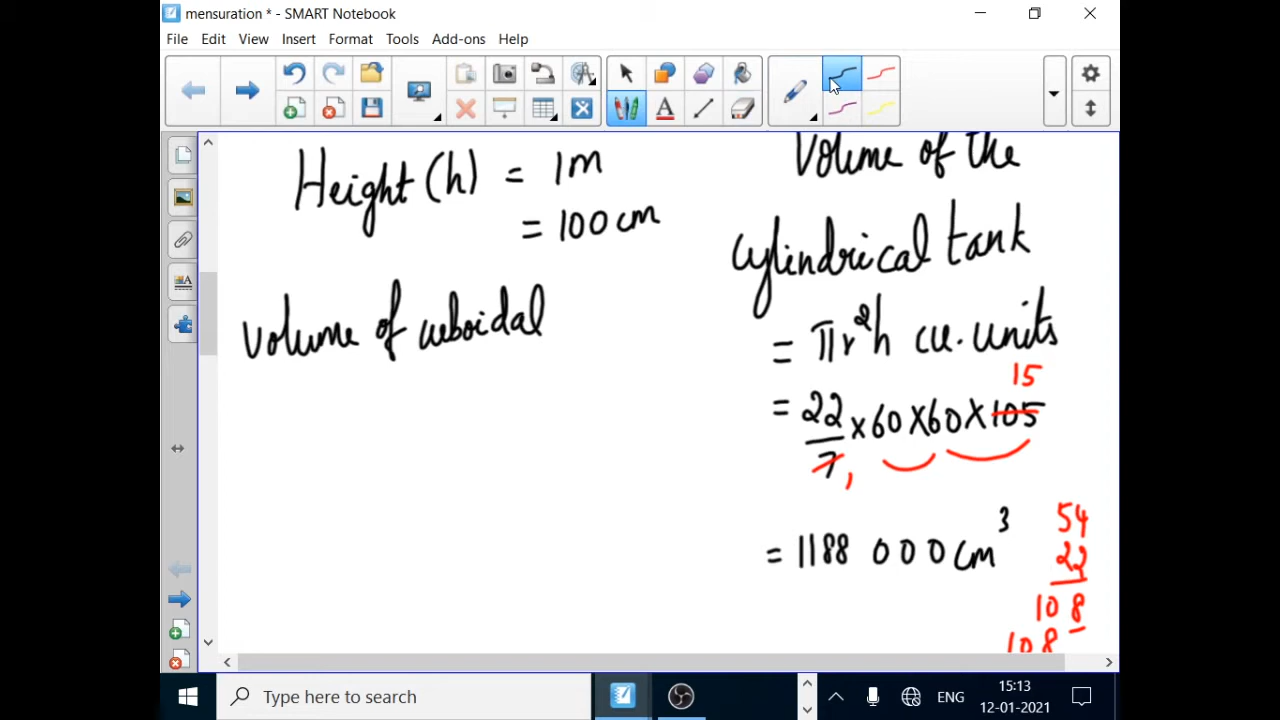 mensuration * - SMART Notebook
File Edit View Insert Format Tools Add-ons Help
Height (h) = 1m
= 100 cm
Volume of cuboidal
Volume of the
cylindrical tank
= πr²h cu. units
15
= 22/7 × 60 × 60 × 105
1
= 1188 000 cm³
54
22
108
108
Type here to search
ENG
15:13
12-01-2021